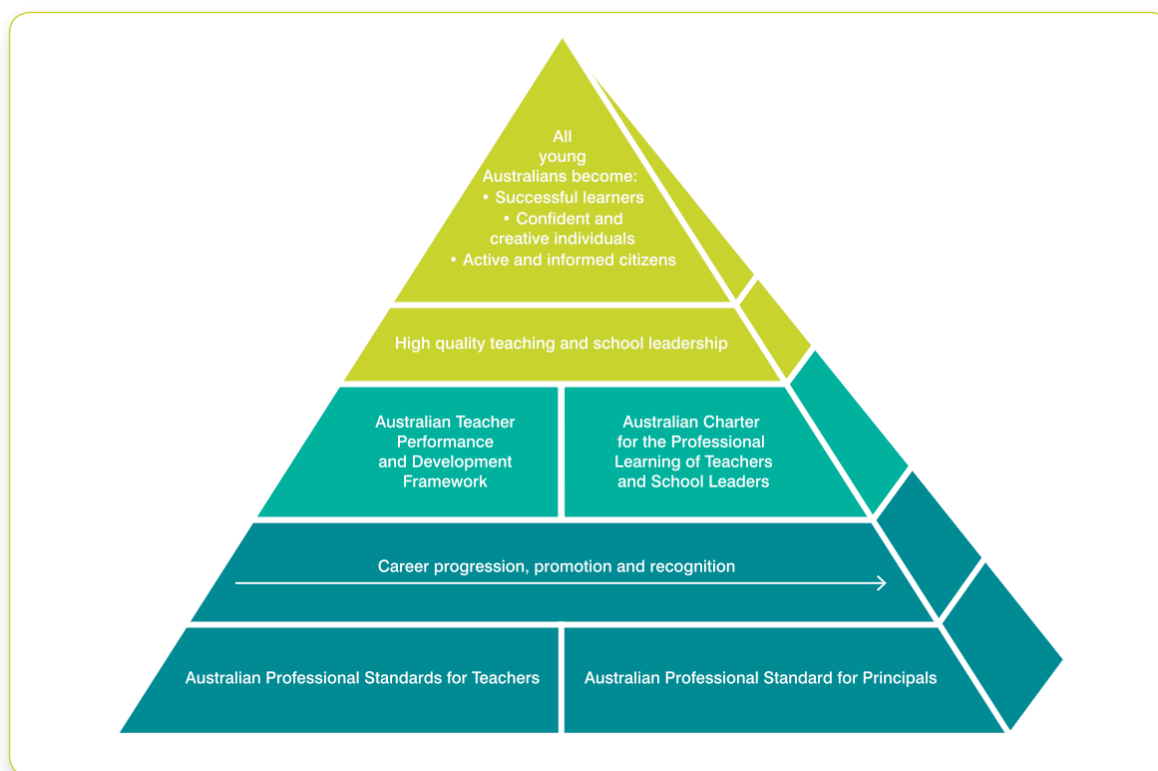 All
young
Australians become:
• Successful learners
• Confident and
creative individuals
• Active and informed citizens
High quality teaching and school leadership
Australian Teacher
Performance
and Development
Framework
Australian Charter
for the Professional
Learning of Teachers
and School Leaders
Career progression, promotion and recognition
Australian Professional Standards for Teachers
Australian Professional Standard for Principals